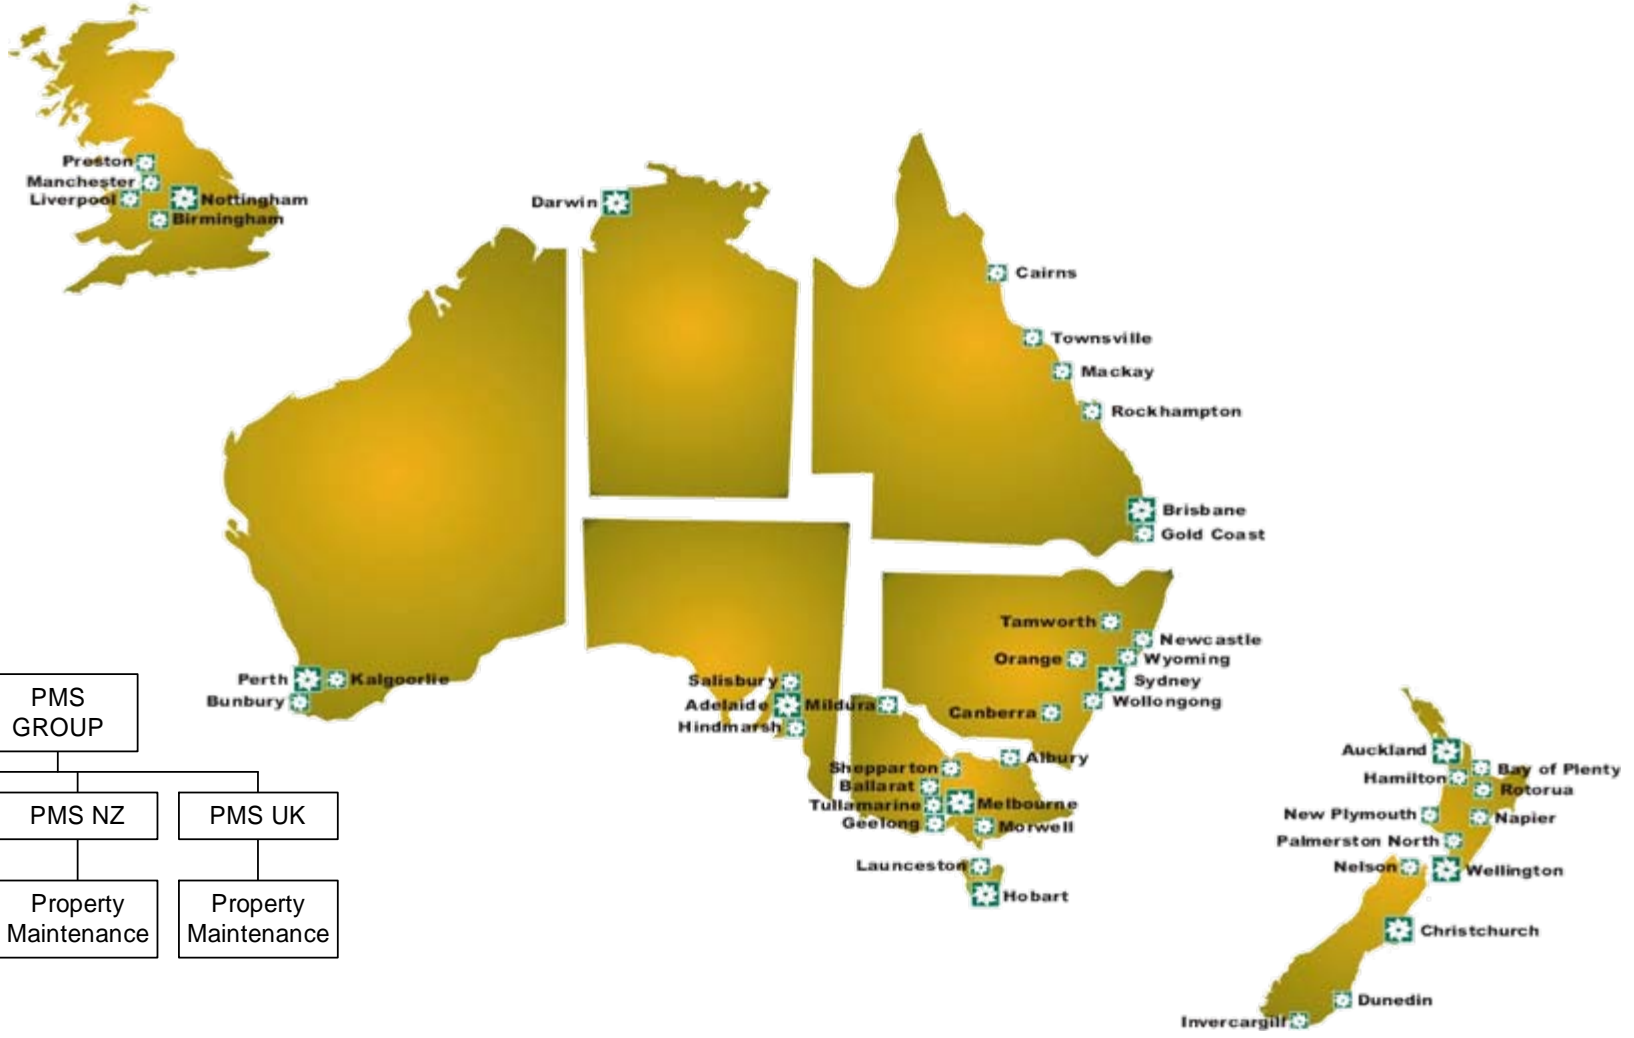 Preston
Manchester
Liverpool
Nottingham
Birmingham
Darwin
Cairns
Townsville
Mackay
Rockhampton
Brisbane
Gold Coast
Tamworth
Newcastle
Orange
Wyoming
Sydney
Wollongong
Canberra
Albury
Perth
Kalgoorlie
Bunbury
Salisbury
Adelaide
Hindmarsh
Mildura
Shepparton
Ballarat
Tullamarine
Melbourne
Geelong
Morwell
Launceston
Hobart
Auckland
Bay of Plenty
Hamilton
Rotorua
New Plymouth
Napier
Palmerston North
Nelson
Wellington
Christchurch
Dunedin
Invercargill
PMS
GROUP
PMS NZ
PMS UK
Property
Maintenance
Property
Maintenance